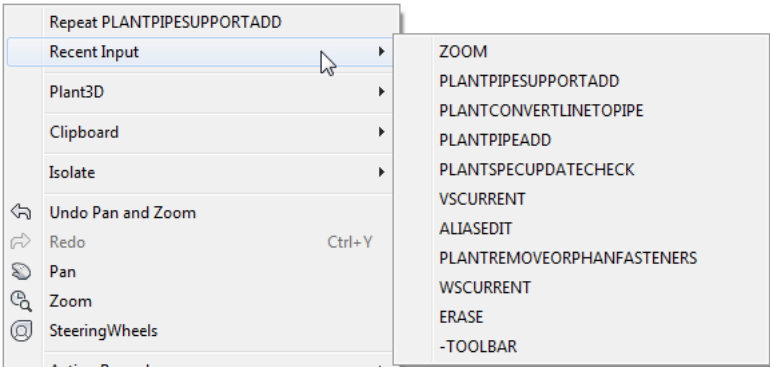 Repeat PLANTPIPESUPPORTADD
Recent Input
Plant3D
Clipboard
Isolate
Undo Pan and Zoom
Redo Ctrl+Y
Pan
Zoom
SteeringWheels
ZOOM
PLANTPIPESUPPORTADD
PLANTCONVERTLINETOPIPE
PLANTPIPEADD
PLANTSPECUPDATECHECK
VSCURRENT
ALIASEDIT
PLANTREMOVEORPHANFASTENERS
WSCURRENT
ERASE
-TOOLBAR